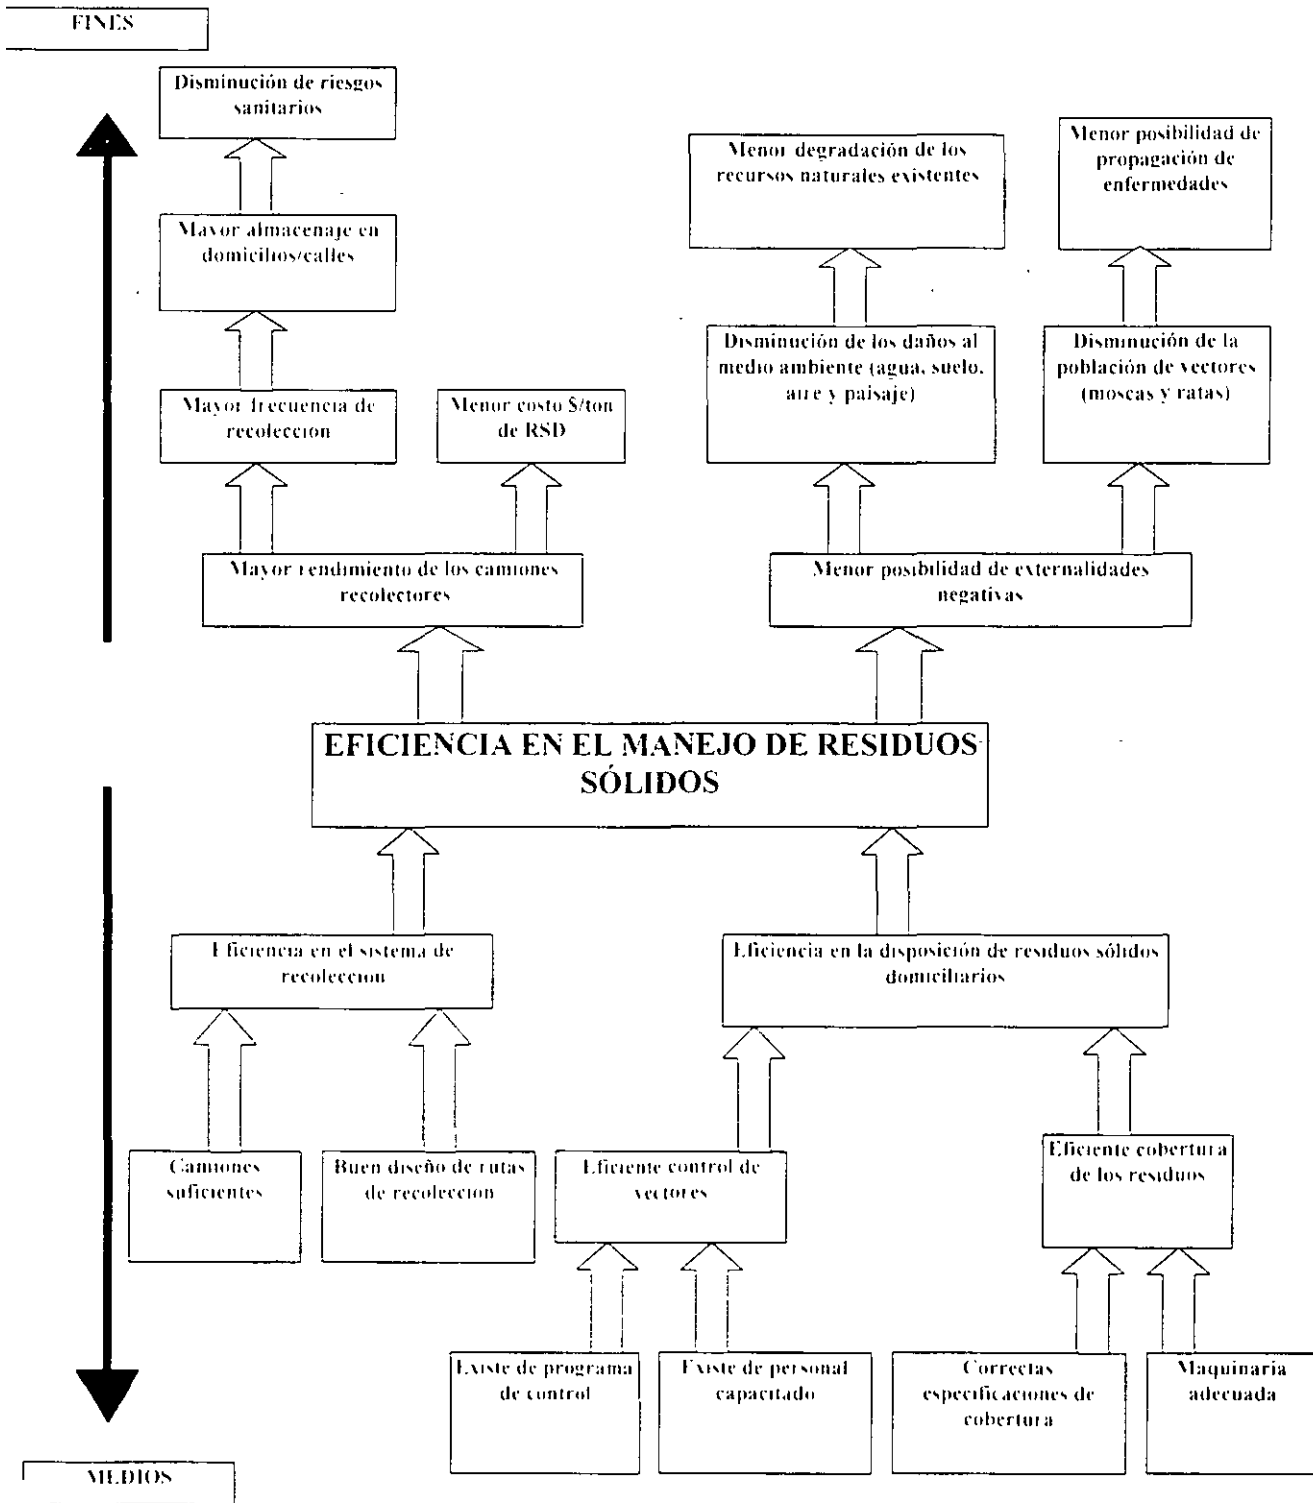 FINES
Disminución de riesgos
sanitarios
Menor degradación de los
recursos naturales existentes
Menor posibilidad de
propagación de
enfermedades
Mayor almacenaje en
domicilios/calles
Disminución de los daños al
medio ambiente (agua, suelo,
aire y paisaje)
Disminución de la
población de vectores
(moscas y ratas)
Mayor frecuencia de
recoleccion
Menor costo $/ton
de RSD
Mayor rendimiento de los camiones
recolectores
Menor posibilidad de externalidades
negativas
EFICIENCIA EN EL MANEJO DE RESIDUOS
SÓLIDOS
Eficiencia en el sistema de
recoleccion
Eficiencia en la disposición de residuos sólidos
domiciliarios
Camiones
suficientes
Buen diseño de rutas
de recoleccion
Eficiente control de
vectores
Eficiente cobertura
de los residuos
Existe de programa
de control
Existe de personal
capacitado
Correctas
especificaciones de
cobertura
Maquinaria
adecuada
MEDIOS